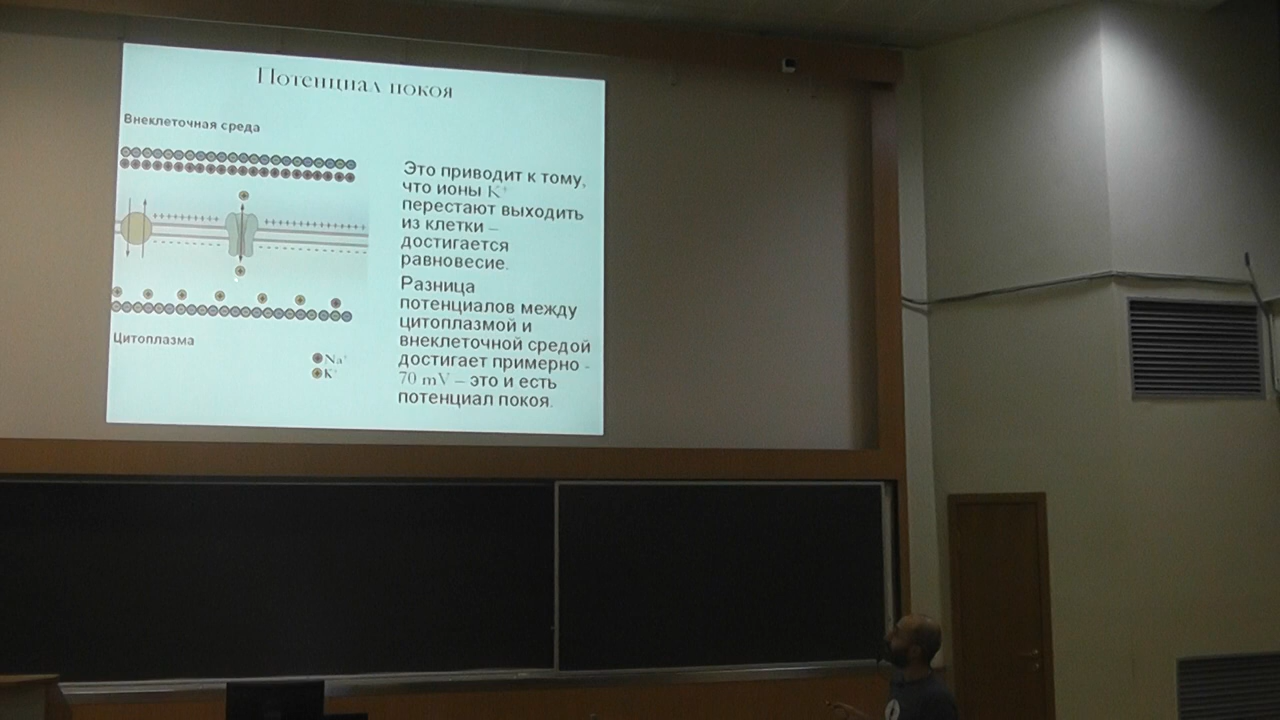 Потенциал покоя
Внеклеточная среда
Цитоплазма
Na⁺
K⁺
Это приводит к тому,
что ионы K⁺
перестают выходить
из клетки –
достигается
равновесие.
Разница
потенциалов между
цитоплазмой и
внеклеточной средой
достигает примерно -
70 mV – это и есть
потенциал покоя.